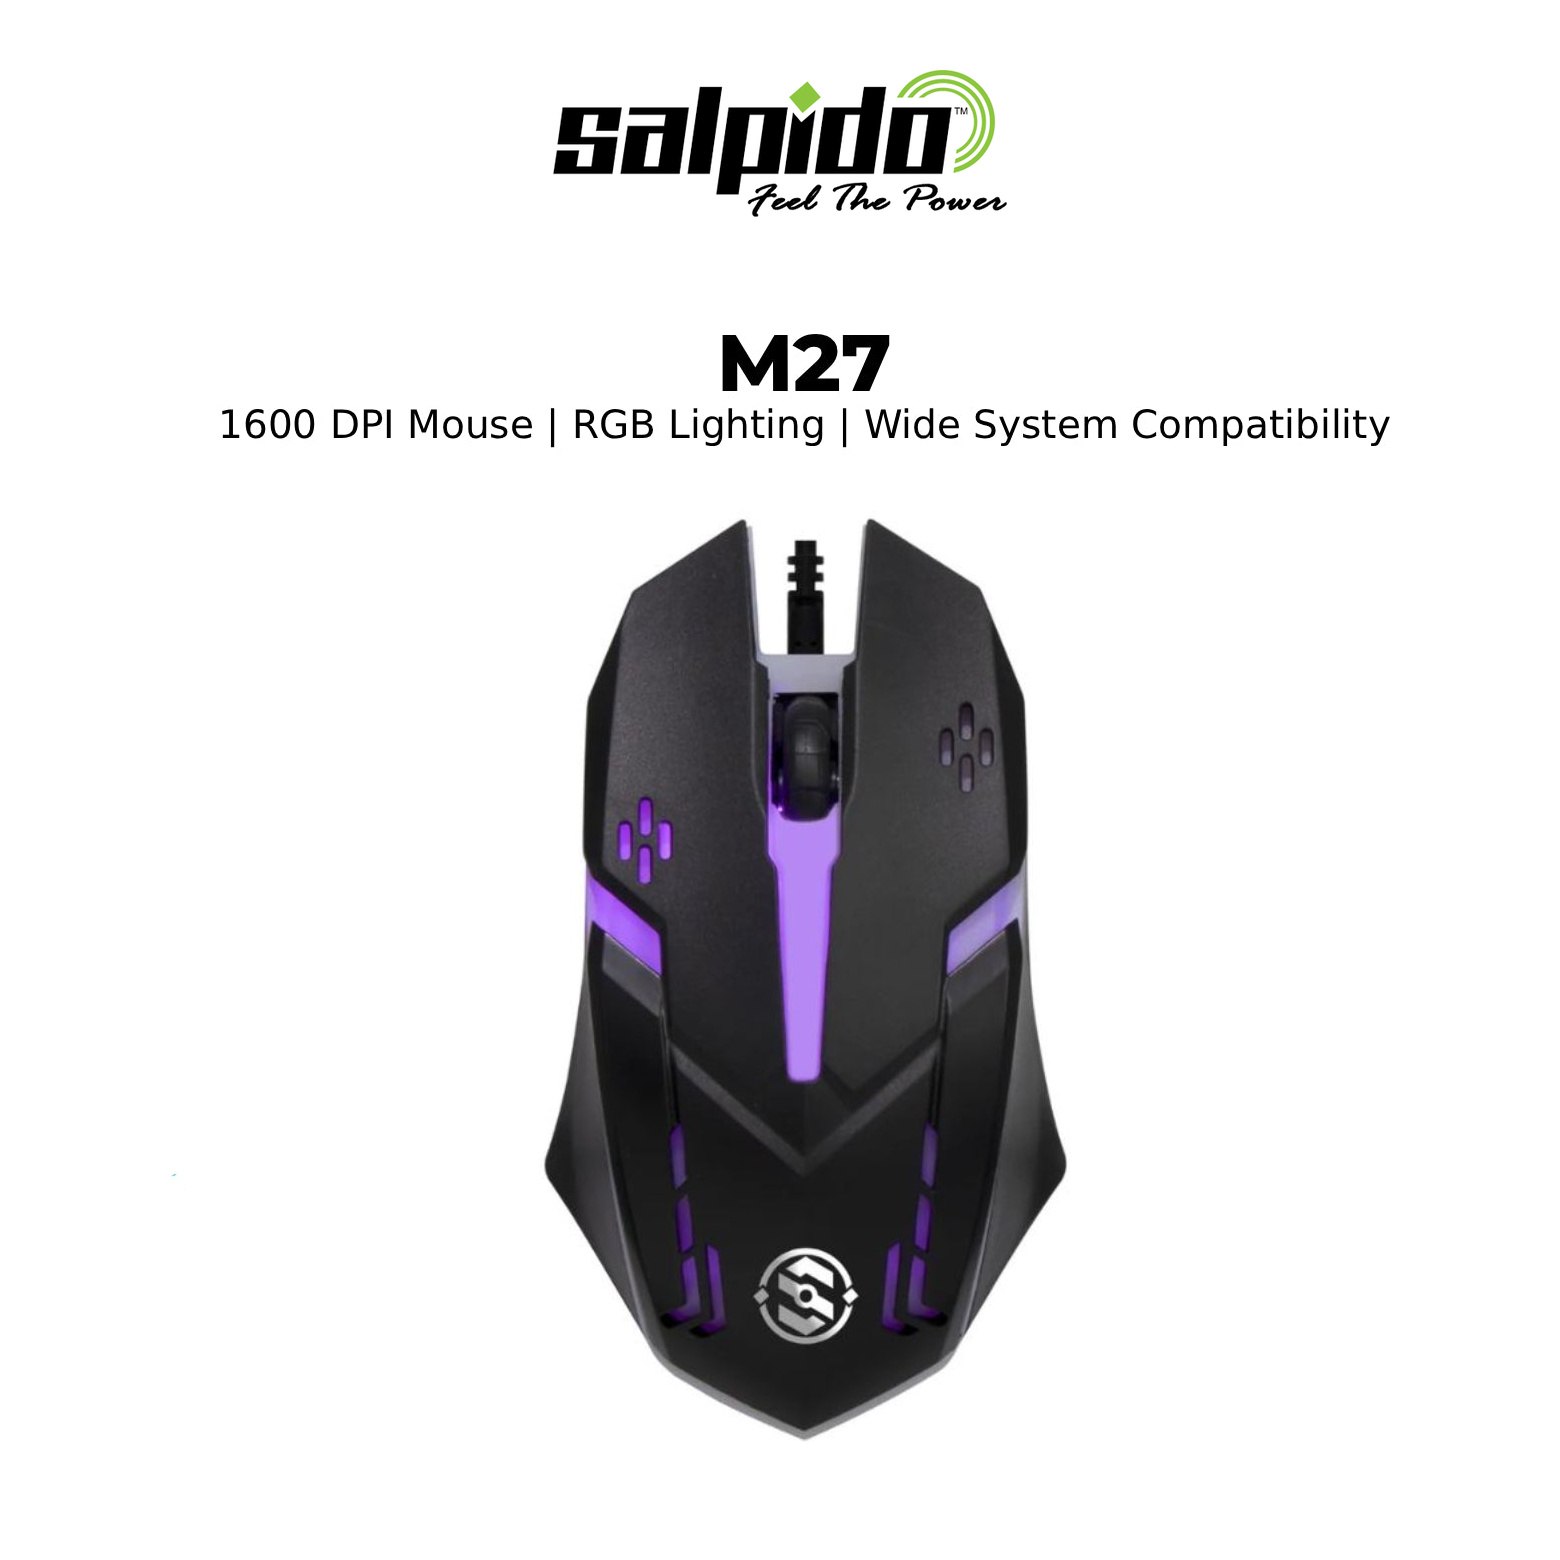 salpido™
Feel The Power
M27
1600 DPI Mouse | RGB Lighting | Wide System Compatibility